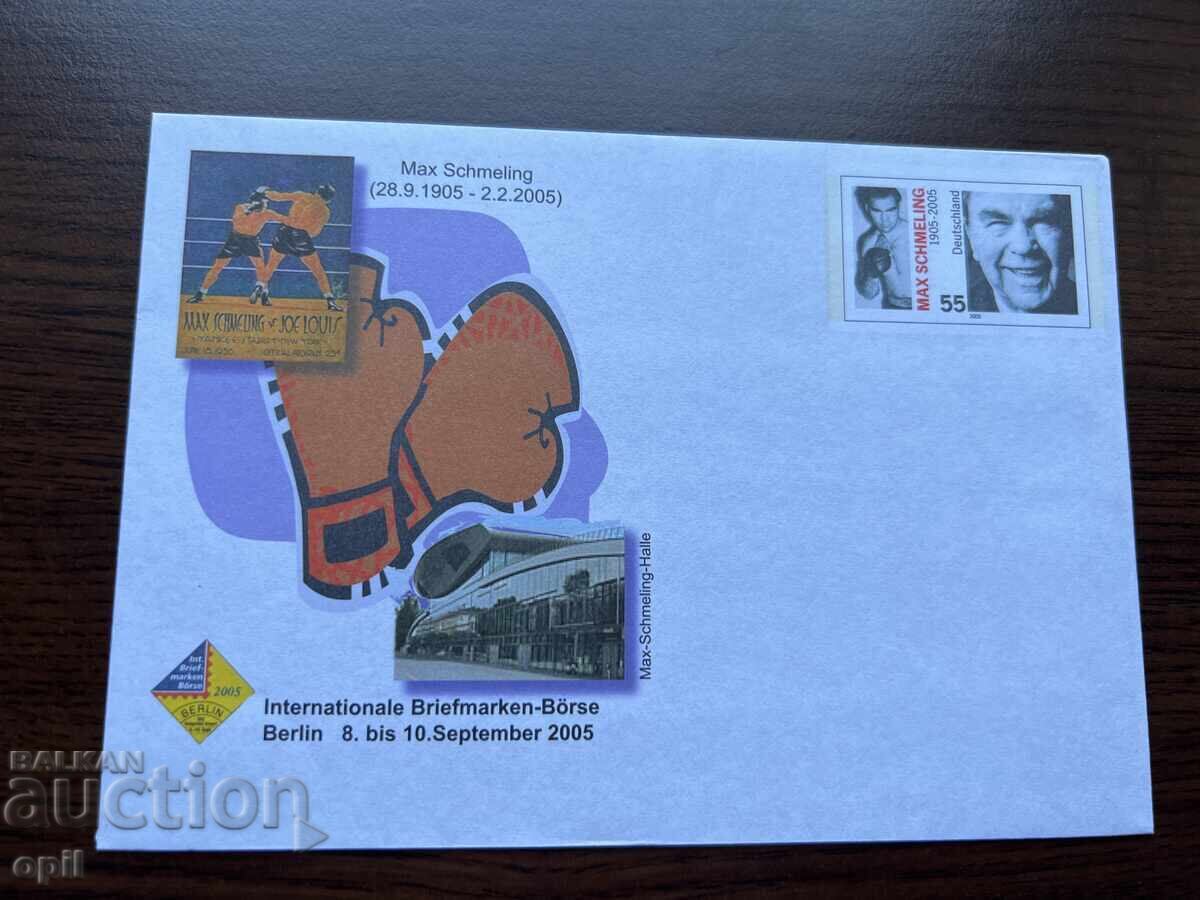 Max Schmeling
(28.9.1905 - 2.2.2005)
MAX SCHMELING vs JOE LOUIS
MAX SCHMELING
1905-2005
Deutschland
55
2005
Max-Schmeling-Halle
Int.
Brief-
marken
Börse
2005
BERLIN
Internationale Briefmarken-Börse
Berlin 8. bis 10.September 2005
BALKAN
auction
opil